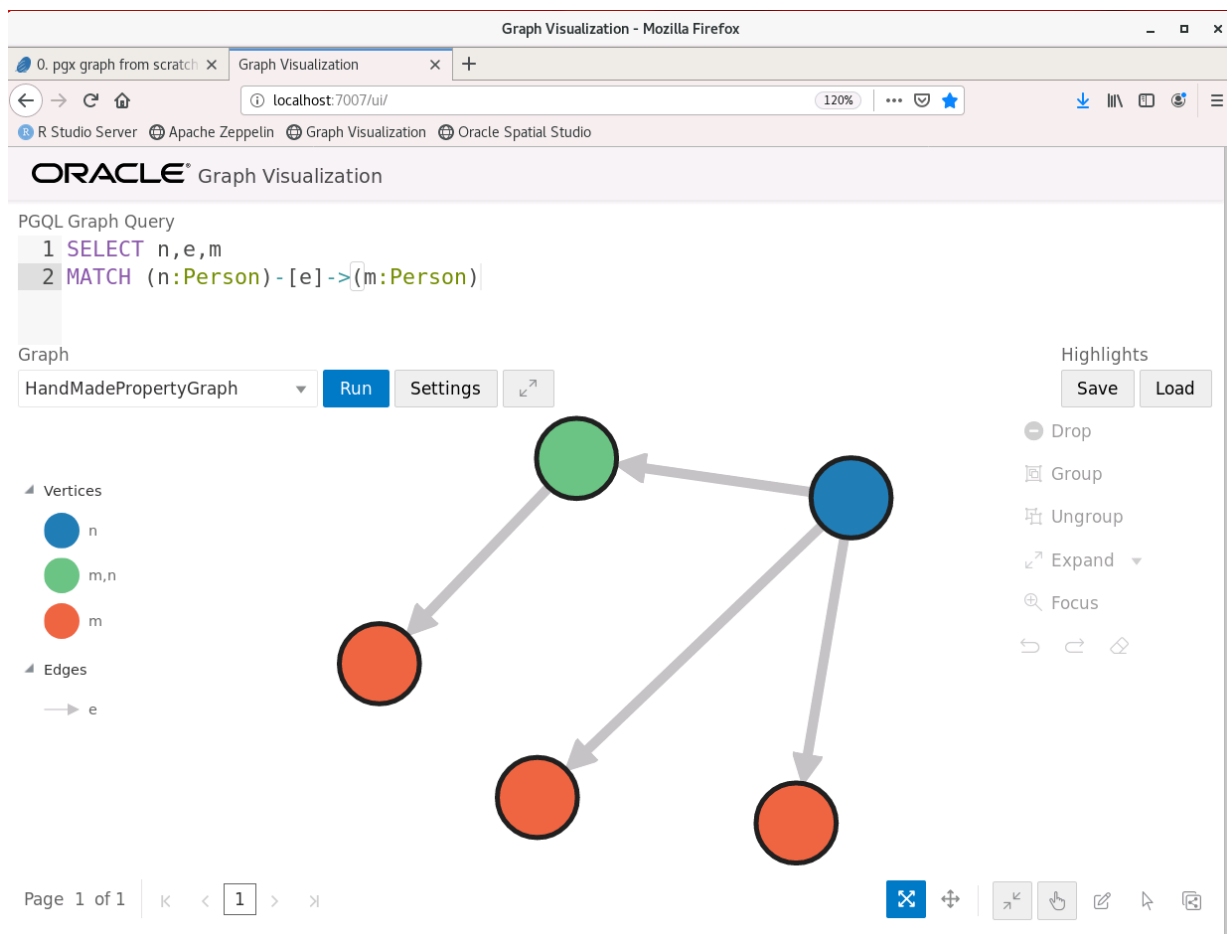 Graph Visualization - Mozilla Firefox
0. pgx graph from scratch
Graph Visualization
localhost:7007/ui/
120%
R Studio Server Apache Zeppelin Graph Visualization Oracle Spatial Studio
ORACLE® Graph Visualization
PGQL Graph Query
1 SELECT n,e,m
2 MATCH (n:Person)-[e]->(m:Person)
Graph
Highlights
HandMadePropertyGraph
Run
Settings
Save
Load
Drop
Group
Ungroup
Expand
Focus
Vertices
n
m,n
m
Edges
e
Page 1 of 1
1